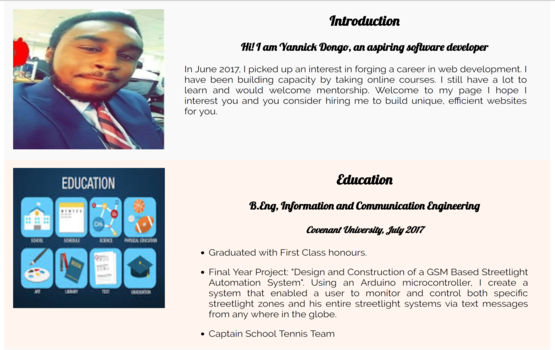 Introduction
Hi! I am Yannick Dongo, an aspiring software developer
In June 2017, I picked up an interest in forging a career in web development. I
have been building capacity by taking online courses. I still have a lot to
learn and would welcome mentorship. Welcome to my page I hope I
interest you and you consider hiring me to build unique, efficient websites
for you.
EDUCATION
SCHOOL SCHEDULE SCIENCE PHYSICAL EDUCATION
ART LIBRARY TEST GRADUATION
Education
B.Eng, Information and Communication Engineering
Covenant University, July 2017
• Graduated with First Class honours.
• Final Year Project: "Design and Construction of a GSM Based Streetlight
Automation System". Using an Arduino microcontroller, I create a
system that enabled a user to monitor and control both specific
streetlight zones and his entire streetlight systems via text messages
from any where in the globe.
• Captain School Tennis Team